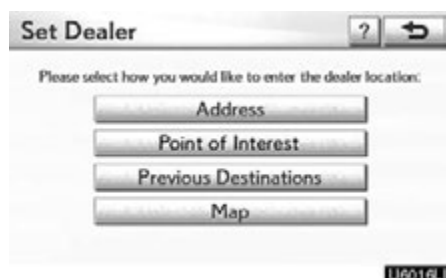 Set Dealer ?
Please select how you would like to enter the dealer location:
Address
Point of Interest
Previous Destinations
Map
U6016L